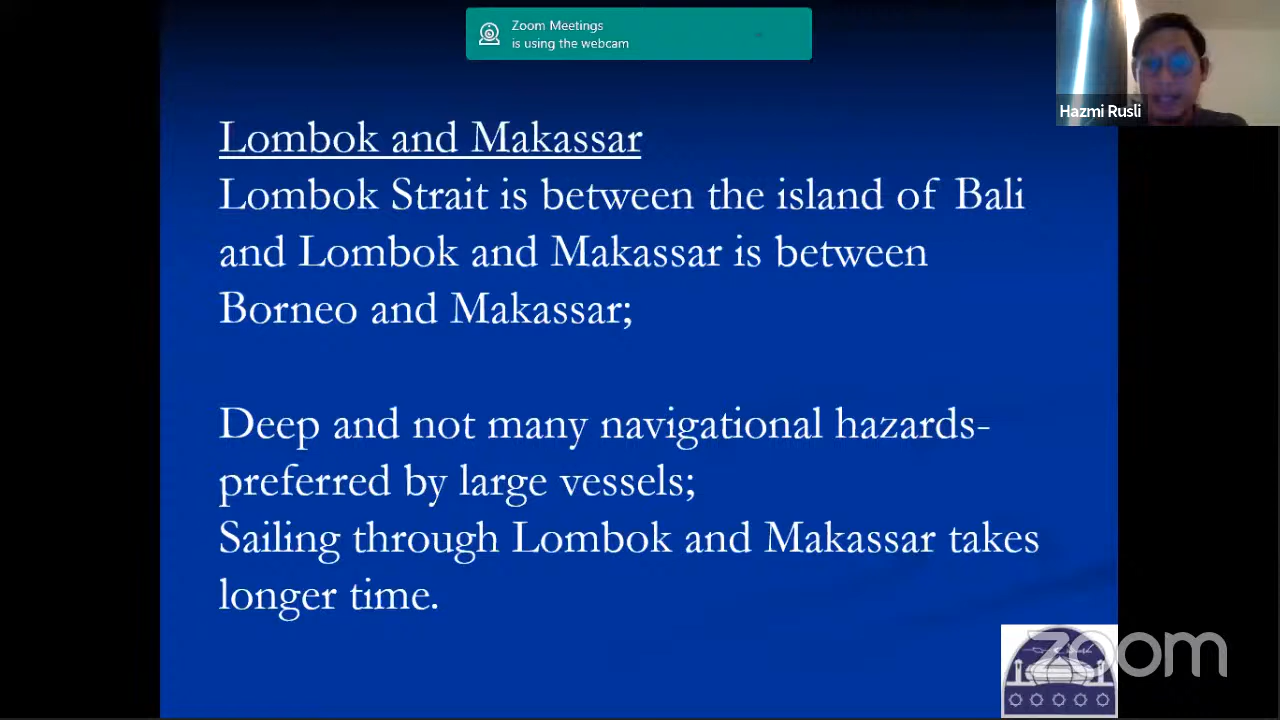 Zoom Meetings
is using the webcam
Hazmi Rusli
Lombok and Makassar
Lombok Strait is between the island of Bali
and Lombok and Makassar is between
Borneo and Makassar;
Deep and not many navigational hazards-
preferred by large vessels;
Sailing through Lombok and Makassar takes
longer time.
zoom